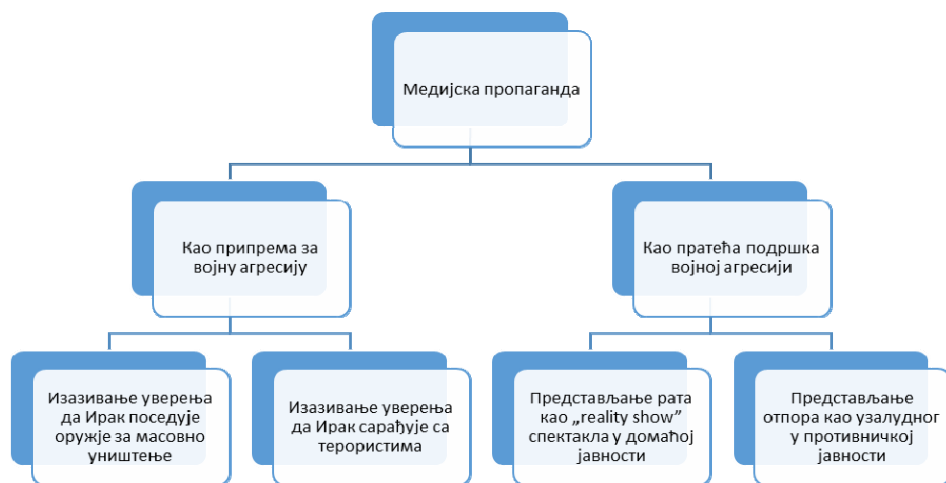 Медијска пропаганда
Као припрема за
војну агресију
Као пратећа подршка
војној агресији
Изазивање уверења
да Ирак поседује
оружје за масовно
уништење
Изазивање уверења
да Ирак сарађује са
терористима
Представљање рата
као „reality show”
спектакла у домаћој
јавности
Представљање
отпора као узалудног
у противничкој
јавности